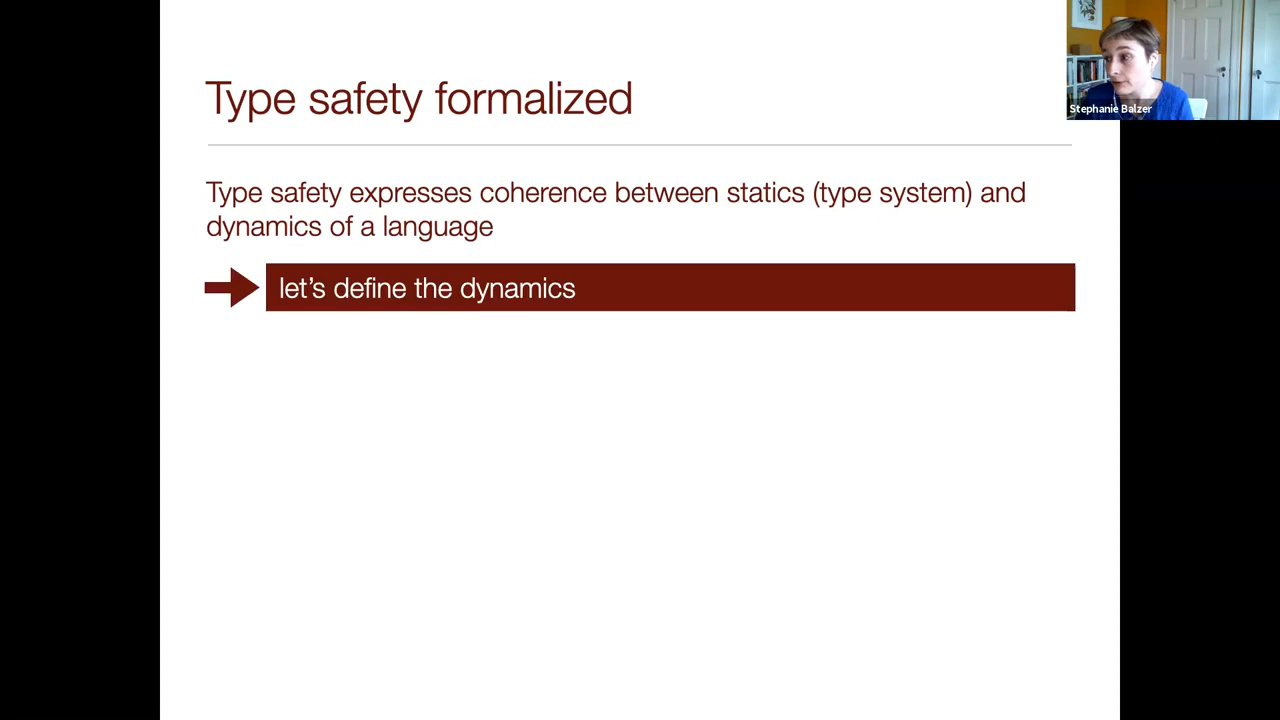 Type safety formalized
Stephanie Balzer
Type safety expresses coherence between statics (type system) and
dynamics of a language
let’s define the dynamics